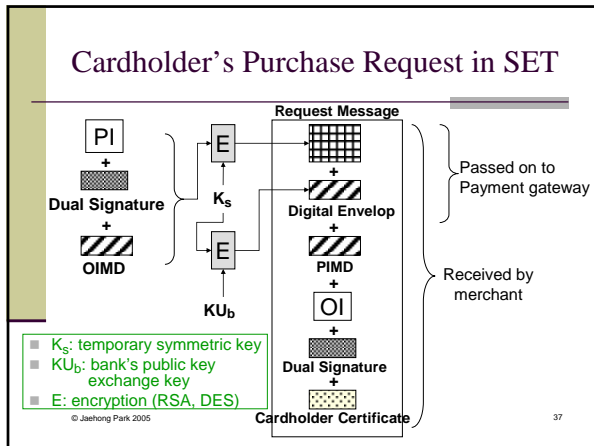 Cardholder's Purchase Request in SET
Request Message
PI
+
Dual Signature
+
OIMD
E
Ks
E
KUb
+
Digital Envelop
+
PIMD
+
OI
+
Dual Signature
+
Cardholder Certificate
Passed on to
Payment gateway
Received by
merchant
Ks: temporary symmetric key
KUb: bank's public key
exchange key
E: encryption (RSA, DES)
© Jaehong Park 2005
37